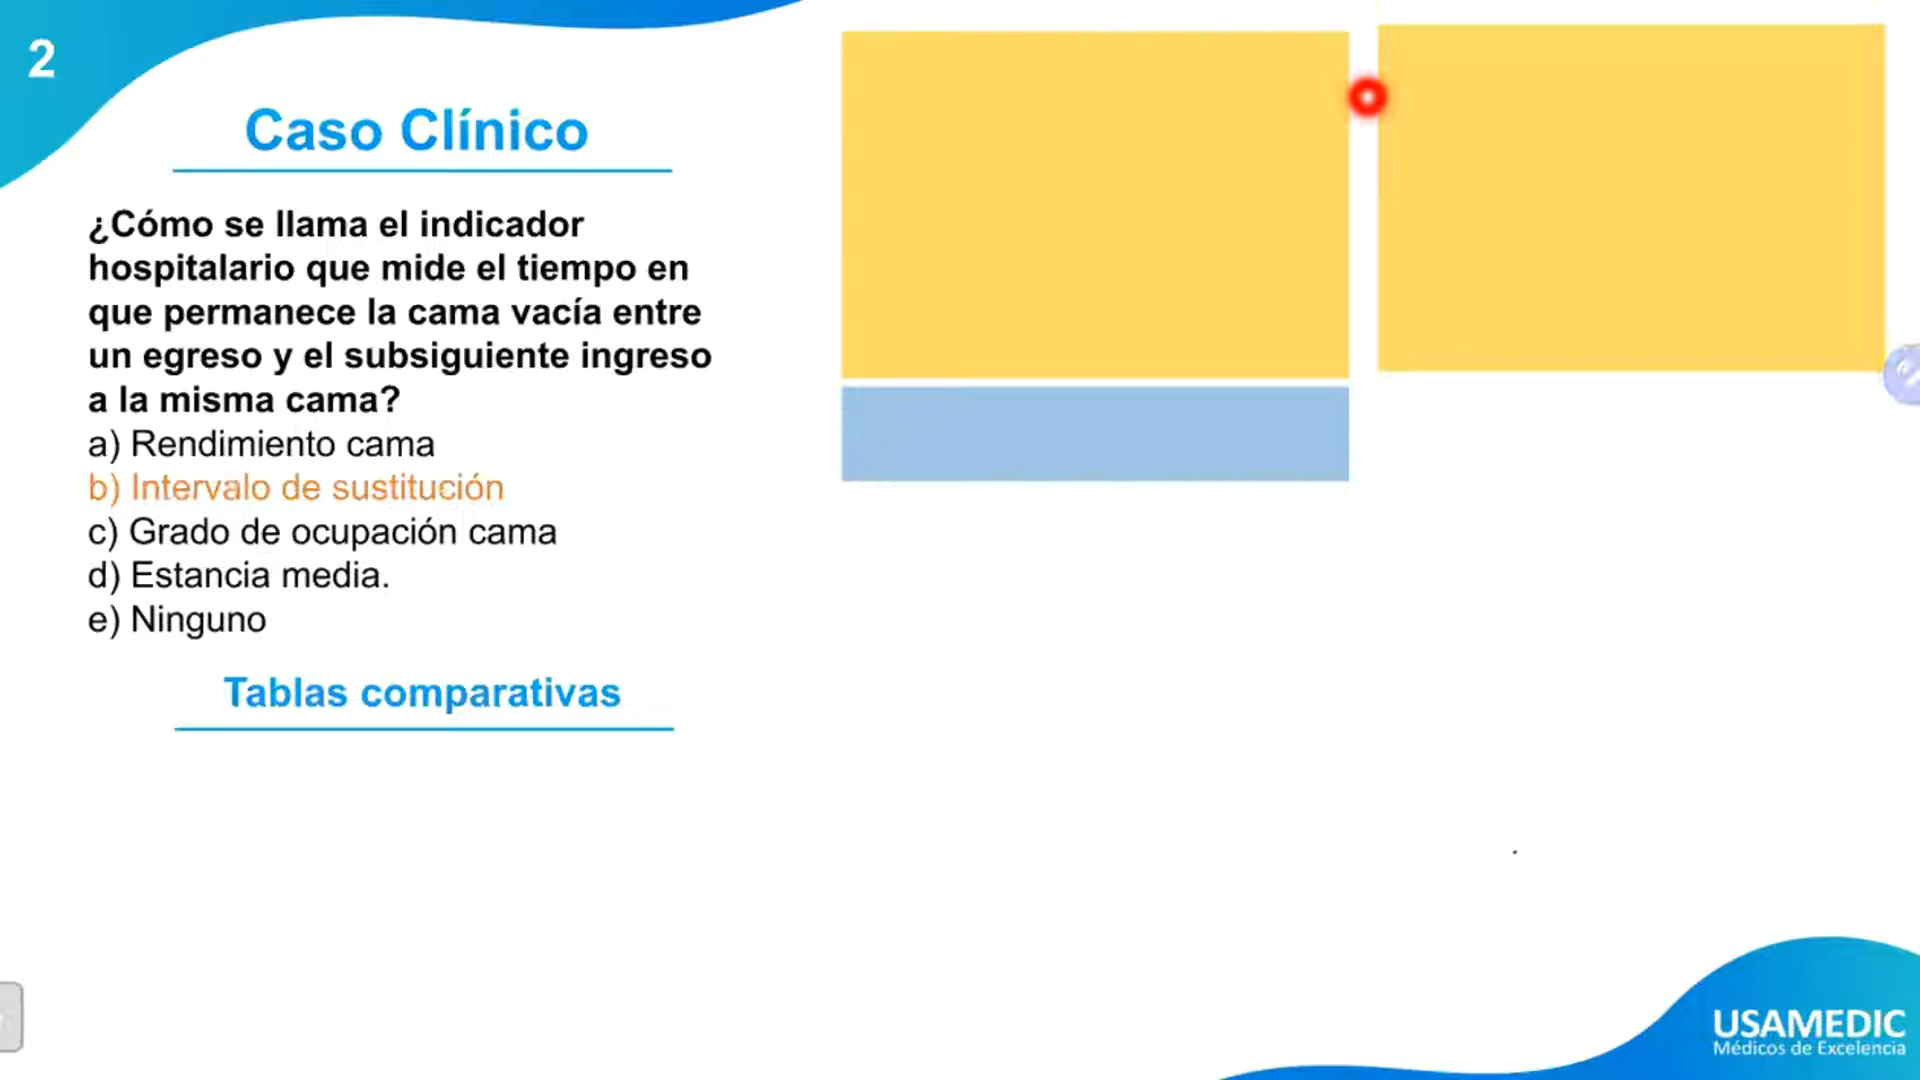 2
Caso Clínico
¿Cómo se llama el indicador
hospitalario que mide el tiempo en
que permanece la cama vacía entre
un egreso y el subsiguiente ingreso
a la misma cama?
a) Rendimiento cama
b) Intervalo de sustitución
c) Grado de ocupación cama
d) Estancia media.
e) Ninguno
Tablas comparativas
USAMEDIC
Médicos de Excelencia